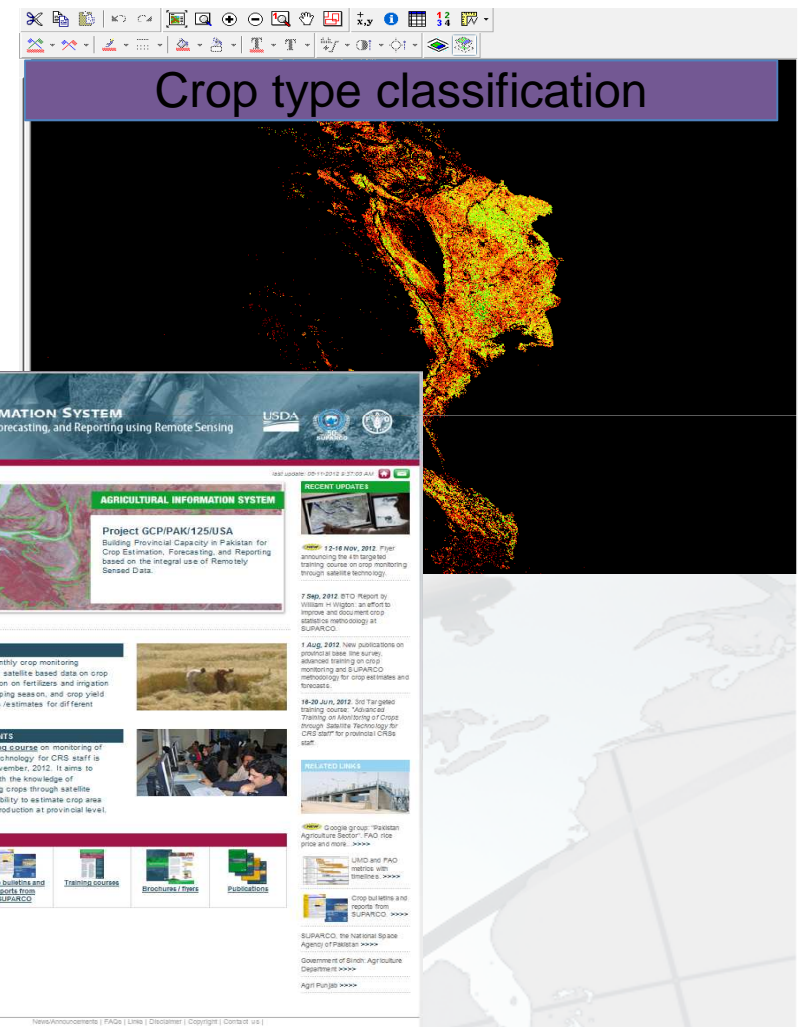 x,y
1 2
3 4
Crop type classification
MATION SYSTEM
orecasting, and Reporting using Remote Sensing
USDA
SUPARCO
last update: 06-11-2012 9:37:00 AM
RECENT UPDATES
AGRICULTURAL INFORMATION SYSTEM
Project GCP/PAK/125/USA
Building Provincial Capacity in Pakistan for
Crop Estimation, Forecasting, and Reporting
based on the integral use of Remotely
Sensed Data.
12-16 Nov, 2012. Flyer
announcing the 4th targeted
training course on crop monitoring
through satellite technology.
7 Sep, 2012. BTO Report by
William H Wigton: an effort to
improve and document crop
statistics methodology at
SUPARCO.
1 Aug, 2012. New publications on
provincial base line survey,
advanced training on crop
monitoring and SUPARCO
methodology for crop estimates and
forecasts.
18-20 Jun, 2012. 3rd Targeted
training course: "Advanced
Training on Monitoring of Crops
through Satellite Technology for
CRS staff" for provincial CRSs
staff.
nthly crop monitoring
satellite based data on crop
on on fertilizers and irrigation
ping season, and crop yield
s /estimates for different
NTS
ng course on monitoring of
chnology for CRS staff is
vember, 2012. It aims to
th the knowledge of
ng crops through satellite
bility to estimate crop area
roduction at provincial level.
RELATED LINKS
Google group: "Pakistan
Agriculture Sector". FAO rice
price and more. >>>>
UMD and FAO
metrics with
timelines. >>>>
Crop bulletins and
reports from
SUPARCO. >>>>
SUPARCO, the National Space
Agency of Pakistan >>>>
Government of Sindh: Agriculture
Department >>>>
Agri Punjab >>>>
bulletins and
ports from
SUPARCO
Training courses
Brochures / flyers
Publications
News/Announcements | FAQs | Links | Disclaimer | Copyright | Contact us |